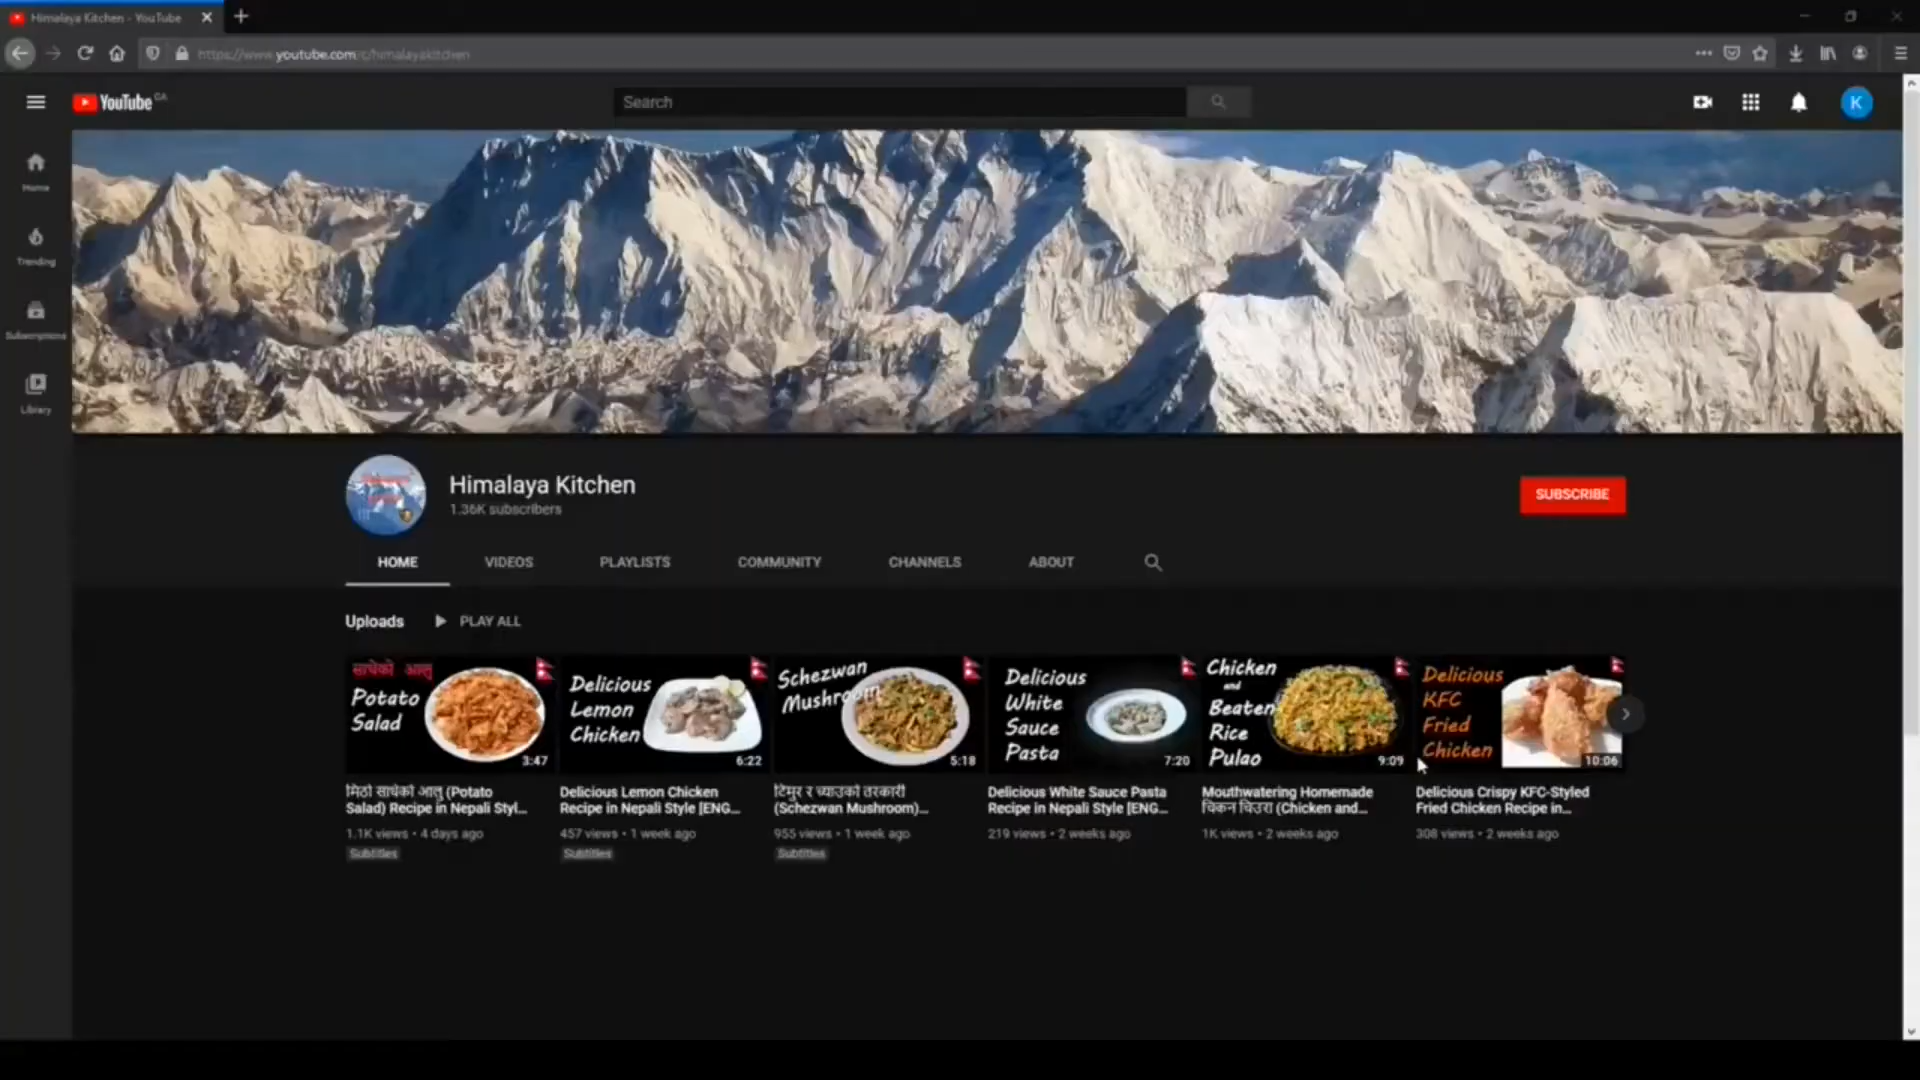 Himalaya Kitchen - YouTube
https://www.youtube.com/c/himalayakitchen
YouTube CA
Search
K
Home
Trending
Subscriptions
Library
Himalaya Kitchen
1.36K subscribers
SUBSCRIBE
HOME VIDEOS PLAYLISTS COMMUNITY CHANNELS ABOUT
Uploads PLAY ALL
साधेको आलु
Potato
Salad
3:47
Delicious
Lemon
Chicken
6:22
Schezwan
Mushroom
5:18
Delicious
White
Sauce
Pasta
7:20
Chicken
and
Beaten
Rice
Pulao
9:09
Delicious
KFC
Fried
Chicken
10:06
मिठो साधेको आलु (Potato
Salad) Recipe in Nepali Styl...
1.1K views • 4 days ago
Subtitles
Delicious Lemon Chicken
Recipe in Nepali Style [ENG...
457 views • 1 week ago
Subtitles
टिमुर र च्याउको तरकारी
(Schezwan Mushroom)...
955 views • 1 week ago
Subtitles
Delicious White Sauce Pasta
Recipe in Nepali Style [ENG...
219 views • 2 weeks ago
Mouthwatering Homemade
चिकन चिउरा (Chicken and...
1K views • 2 weeks ago
Delicious Crispy KFC-Styled
Fried Chicken Recipe in...
308 views • 2 weeks ago